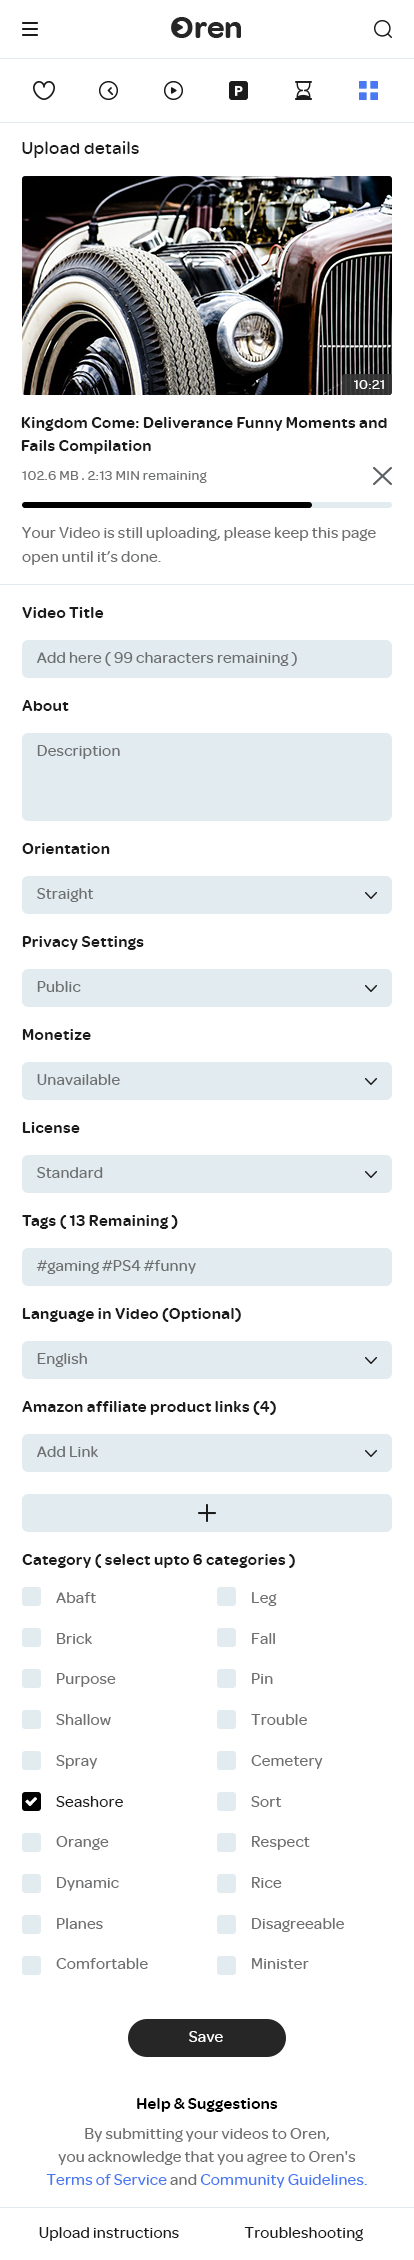 Oren
P
Upload details
10:21
Kingdom Come: Deliverance Funny Moments and
Fails Compilation
102.6 MB . 2:13 MIN remaining
Your Video is still uploading, please keep this page
open until it’s done.
Video Title
Add here ( 99 characters remaining )
About
Description
Orientation
Straight
Privacy Settings
Public
Monetize
Unavailable
License
Standard
Tags ( 13 Remaining )
#gaming #PS4 #funny
Language in Video (Optional)
English
Amazon affiliate product links (4)
Add Link
Category ( select upto 6 categories )
Abaft
Leg
Brick
Fall
Purpose
Pin
Shallow
Trouble
Spray
Cemetery
Seashore
Sort
Orange
Respect
Dynamic
Rice
Planes
Disagreeable
Comfortable
Minister
Save
Help & Suggestions
By submitting your videos to Oren,
you acknowledge that you agree to Oren's
Terms of Service and Community Guidelines.
Upload instructions
Troubleshooting